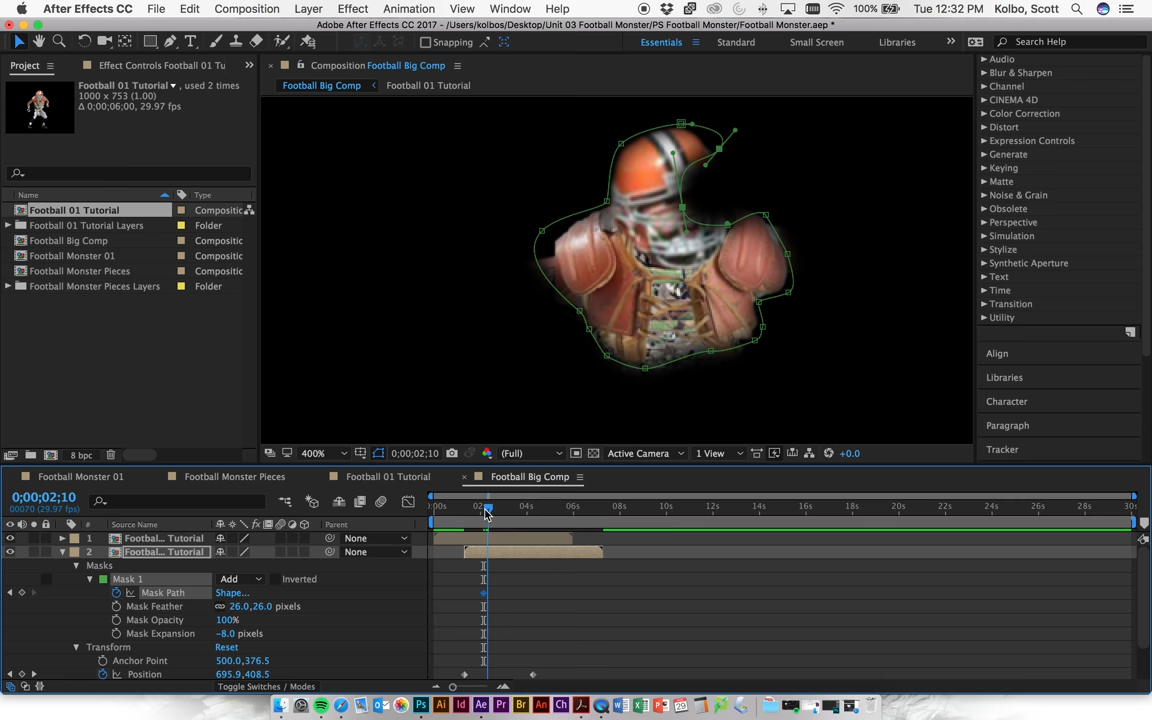 After Effects CC File Edit Composition Layer Effect Animation View Window Help 100% Tue 12:32 PM Kolbo, Scott
Adobe After Effects CC 2017 - /Users/kolbos/Desktop/Unit 03 Football Monster/PS Football Monster/Football Monster.aep *
Snapping Essentials Standard Small Screen Libraries Search Help
Project Effect Controls Football 01 Tu Composition Football Big Comp
Football 01 Tutorial , used 2 times
1000 x 753 (1.00)
Δ 0;00;06;00, 29.97 fps
Football Big Comp Football 01 Tutorial
Name Type
Football 01 Tutorial Compositic
Football 01 Tutorial Layers Folder
Football Big Comp Compositic
Football Monster 01 Compositic
Football Monster Pieces Compositic
Football Monster Pieces Layers Folder
8 bpc
Audio
Blur & Sharpen
Channel
CINEMA 4D
Color Correction
Distort
Expression Controls
Generate
Keying
Matte
Noise & Grain
Obsolete
Perspective
Simulation
Stylize
Synthetic Aperture
Text
Time
Transition
Utility
Align
Libraries
Character
Paragraph
Tracker
400% 0;00;02;10 (Full) Active Camera 1 View +0.0
Football Monster 01 Football Monster Pieces Football 01 Tutorial Football Big Comp
0;00;02;10
00070 (29.97 fps)
:00s 02 04s 06s 08s 10s 12s 14s 16s 18s 20s 22s 24s 26s 28s 30s
# Source Name Parent
1 Footbal... Tutorial None
2 Footbal... Tutorial None
Masks
Mask 1 Add Inverted
Mask Path Shape...
Mask Feather 26.0,26.0 pixels
Mask Opacity 100%
Mask Expansion -8.0 pixels
Transform Reset
Anchor Point 500.0,376.5
Position 695.9,408.5
Toggle Switches / Modes